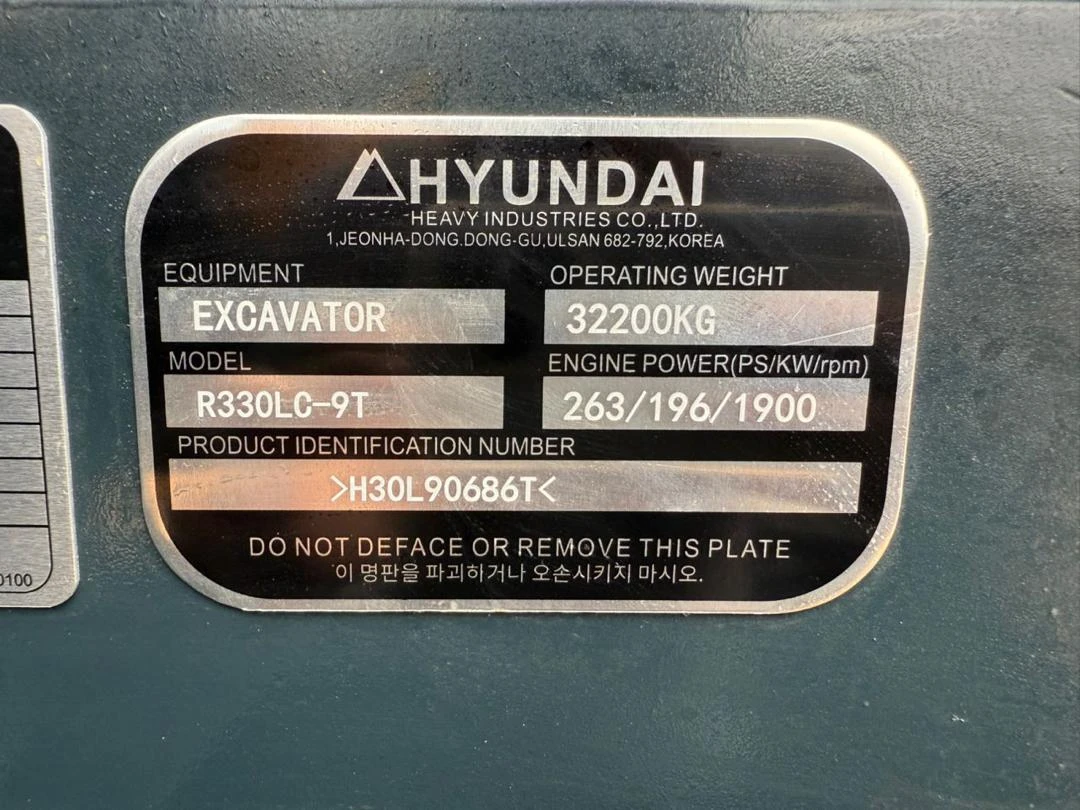 HYUNDAI
HEAVY INDUSTRIES CO.,LTD.
1,JEONHA-DONG.DONG-GU,ULSAN 682-792,KOREA
EQUIPMENT
OPERATING WEIGHT
EXCAVATOR
32200KG
MODEL
ENGINE POWER(PS/KW/rpm)
R330LC-9T
263/196/1900
PRODUCT IDENTIFICATION NUMBER
>H30L90686T<
DO NOT DEFACE OR REMOVE THIS PLATE
이 명판을 파괴하거나 오손시키지 마시오.
0100